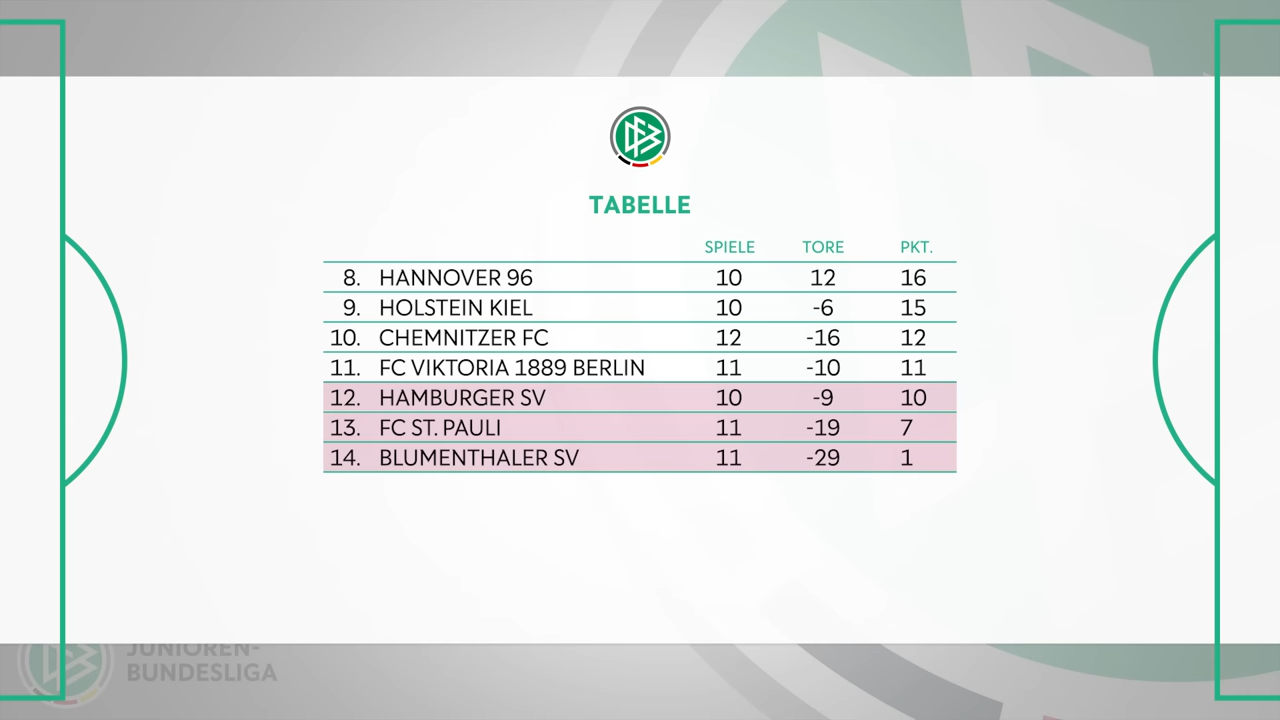 DFB
TABELLE
SPIELE TORE PKT.
8. HANNOVER 96 10 12 16
9. HOLSTEIN KIEL 10 -6 15
10. CHEMNITZER FC 12 -16 12
11. FC VIKTORIA 1889 BERLIN 11 -10 11
12. HAMBURGER SV 10 -9 10
13. FC ST. PAULI 11 -19 7
14. BLUMENTHALER SV 11 -29 1
JUNIOREN-
BUNDESLIGA